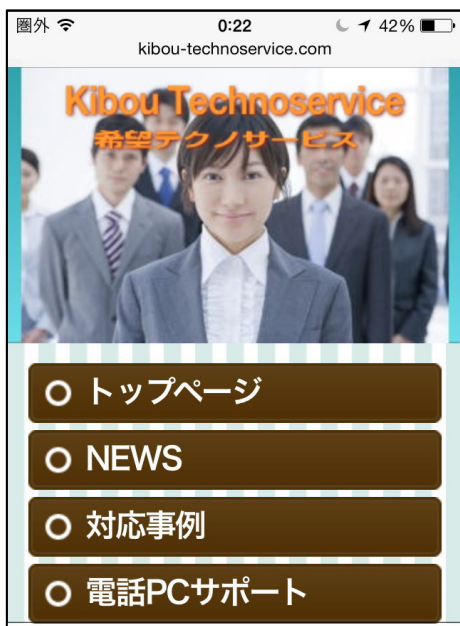 圏外 0:22 42%
kibou-technoservice.com
Kibou Technoservice
希望テクノサービス
トップページ
NEWS
対応事例
電話PCサポート